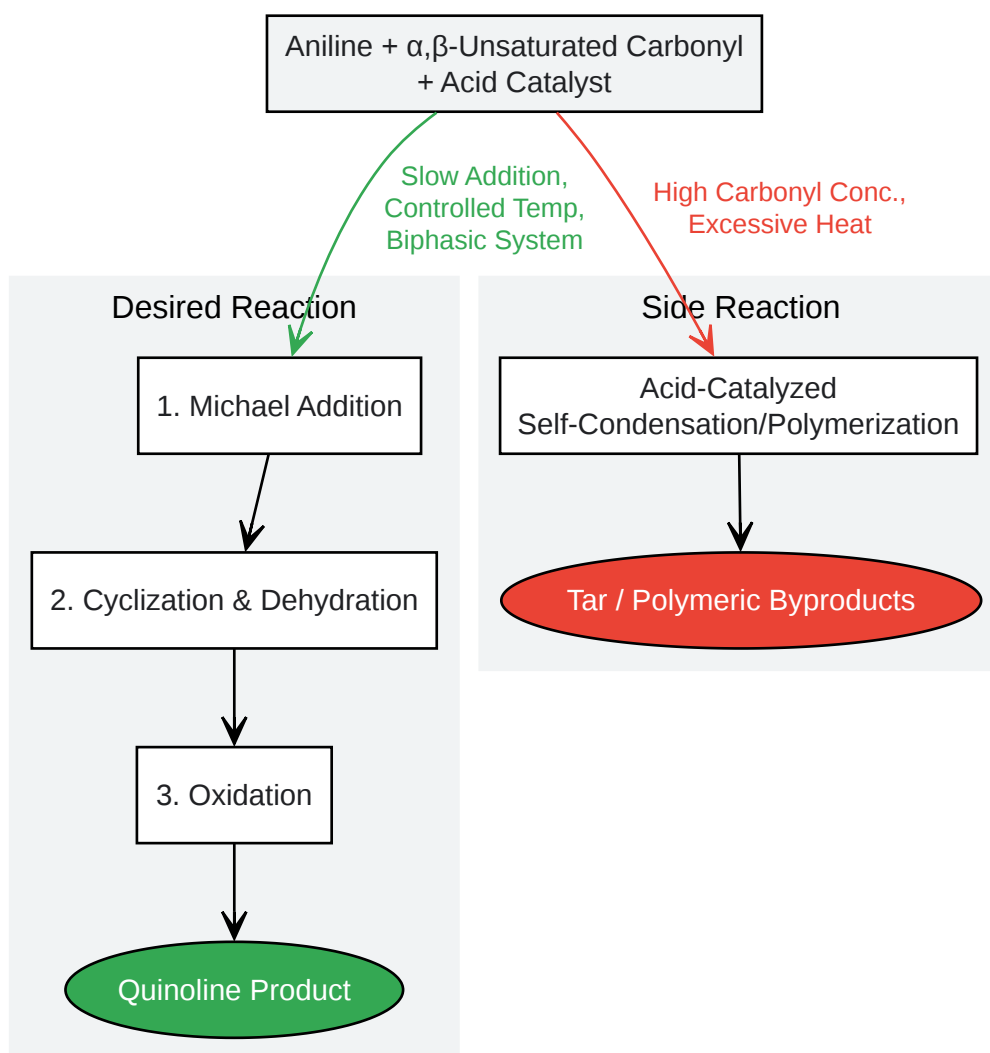 Aniline + α,β-Unsaturated Carbonyl
+ Acid Catalyst
Slow Addition,
Controlled Temp,
Biphasic System
High Carbonyl Conc.,
Excessive Heat
Desired Reaction
1. Michael Addition
2. Cyclization & Dehydration
3. Oxidation
Quinoline Product
Side Reaction
Acid-Catalyzed
Self-Condensation/Polymerization
Tar / Polymeric Byproducts